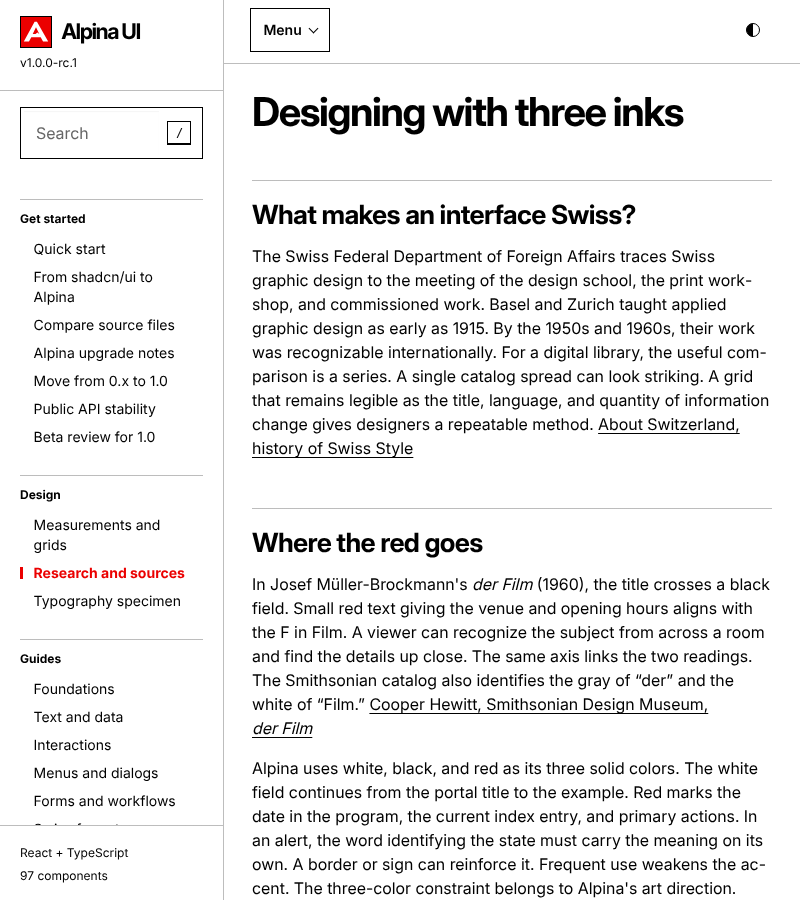 Alpina UI
v1.0.0-rc.1
Search
/
Get started
Quick start
From shadcn/ui to
Alpina
Compare source files
Alpina upgrade notes
Move from 0.x to 1.0
Public API stability
Beta review for 1.0
Design
Measurements and
grids
Research and sources
Typography specimen
Guides
Foundations
Text and data
Interactions
Menus and dialogs
Forms and workflows
React + TypeScript
97 components
Menu
Designing with three inks
What makes an interface Swiss?
The Swiss Federal Department of Foreign Affairs traces Swiss
graphic design to the meeting of the design school, the print work-
shop, and commissioned work. Basel and Zurich taught applied
graphic design as early as 1915. By the 1950s and 1960s, their work
was recognizable internationally. For a digital library, the useful com-
parison is a series. A single catalog spread can look striking. A grid
that remains legible as the title, language, and quantity of information
change gives designers a repeatable method. About Switzerland,
history of Swiss Style
Where the red goes
In Josef Müller-Brockmann's der Film (1960), the title crosses a black
field. Small red text giving the venue and opening hours aligns with
the F in Film. A viewer can recognize the subject from across a room
and find the details up close. The same axis links the two readings.
The Smithsonian catalog also identifies the gray of “der” and the
white of “Film.” Cooper Hewitt, Smithsonian Design Museum,
der Film
Alpina uses white, black, and red as its three solid colors. The white
field continues from the portal title to the example. Red marks the
date in the program, the current index entry, and primary actions. In
an alert, the word identifying the state must carry the meaning on its
own. A border or sign can reinforce it. Frequent use weakens the ac-
cent. The three-color constraint belongs to Alpina's art direction.